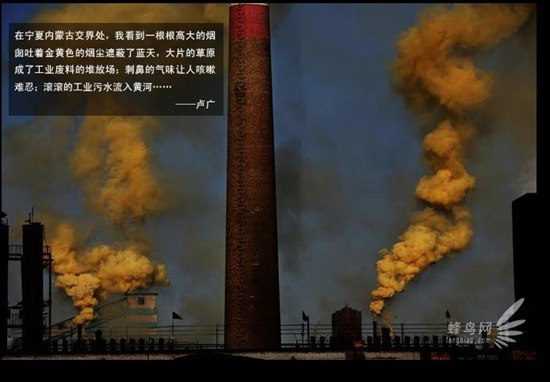 在宁夏内蒙古交界处，我看到一根根高大的烟
囱吐着金黄色的烟尘遮蔽了蓝天，大片的草原
成了工业废料的堆放场；刺鼻的气味让人咳嗽
难忍；滚滚的工业污水流入黄河……
——卢广
蜂鸟网
fengniao.com